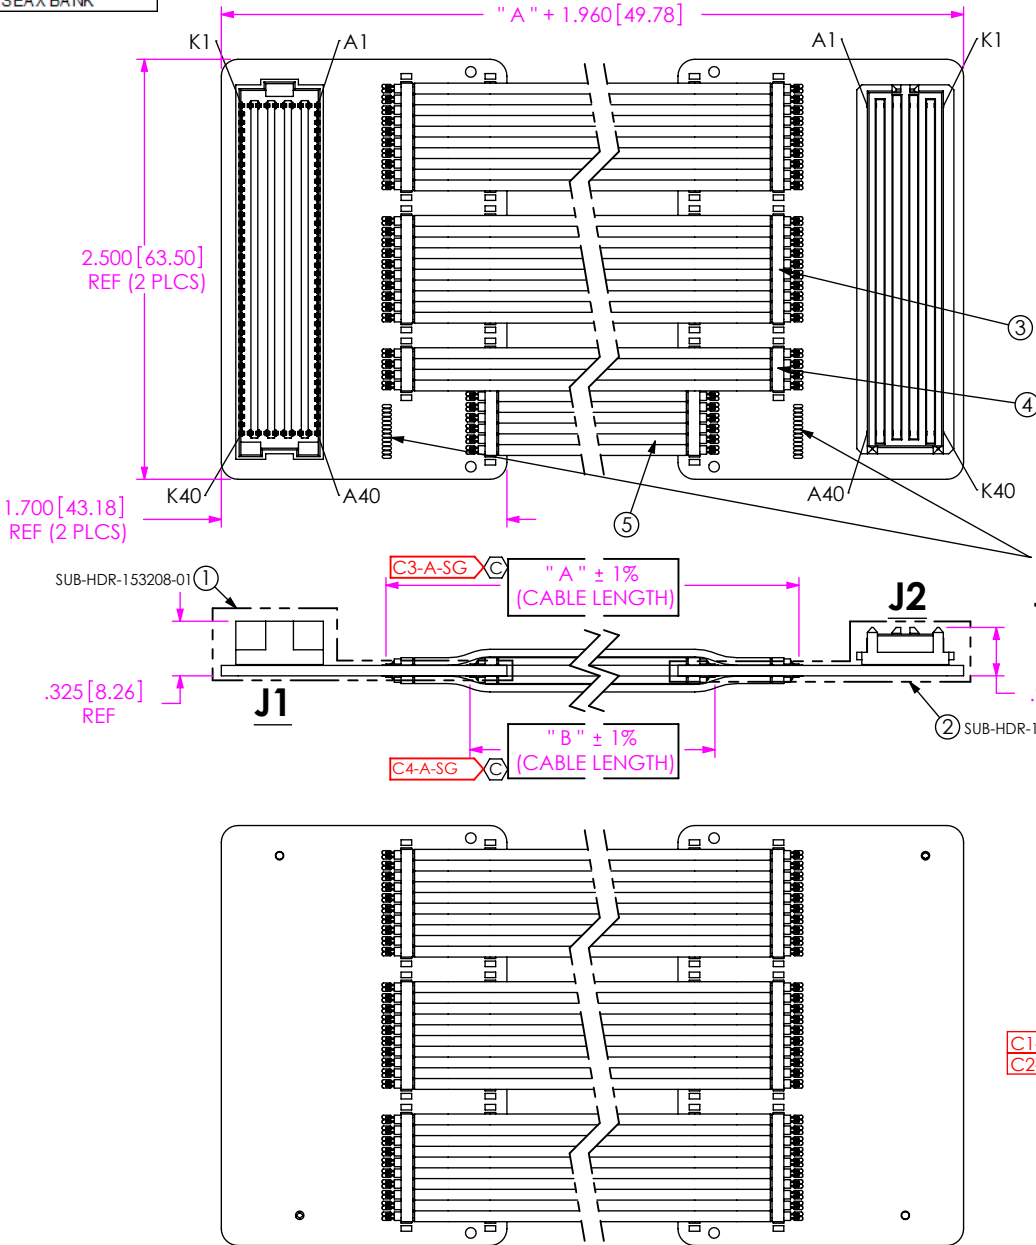 SEAX BANK
" A " + 1.960 [49.78]
K1
A1
A1
K1
2.500 [63.50]
REF (2 PLCS)
3
4
K40
A40
A40
K40
1.700 [43.18]
REF (2 PLCS)
5
C3-A-SG
C
" A " ± 1%
(CABLE LENGTH)
SUB-HDR-153208-01
1
J2
.325 [8.26]
REF
J1
.
" B " ± 1%
(CABLE LENGTH)
2
SUB-HDR-1
C4-A-SG
C
C1
C2